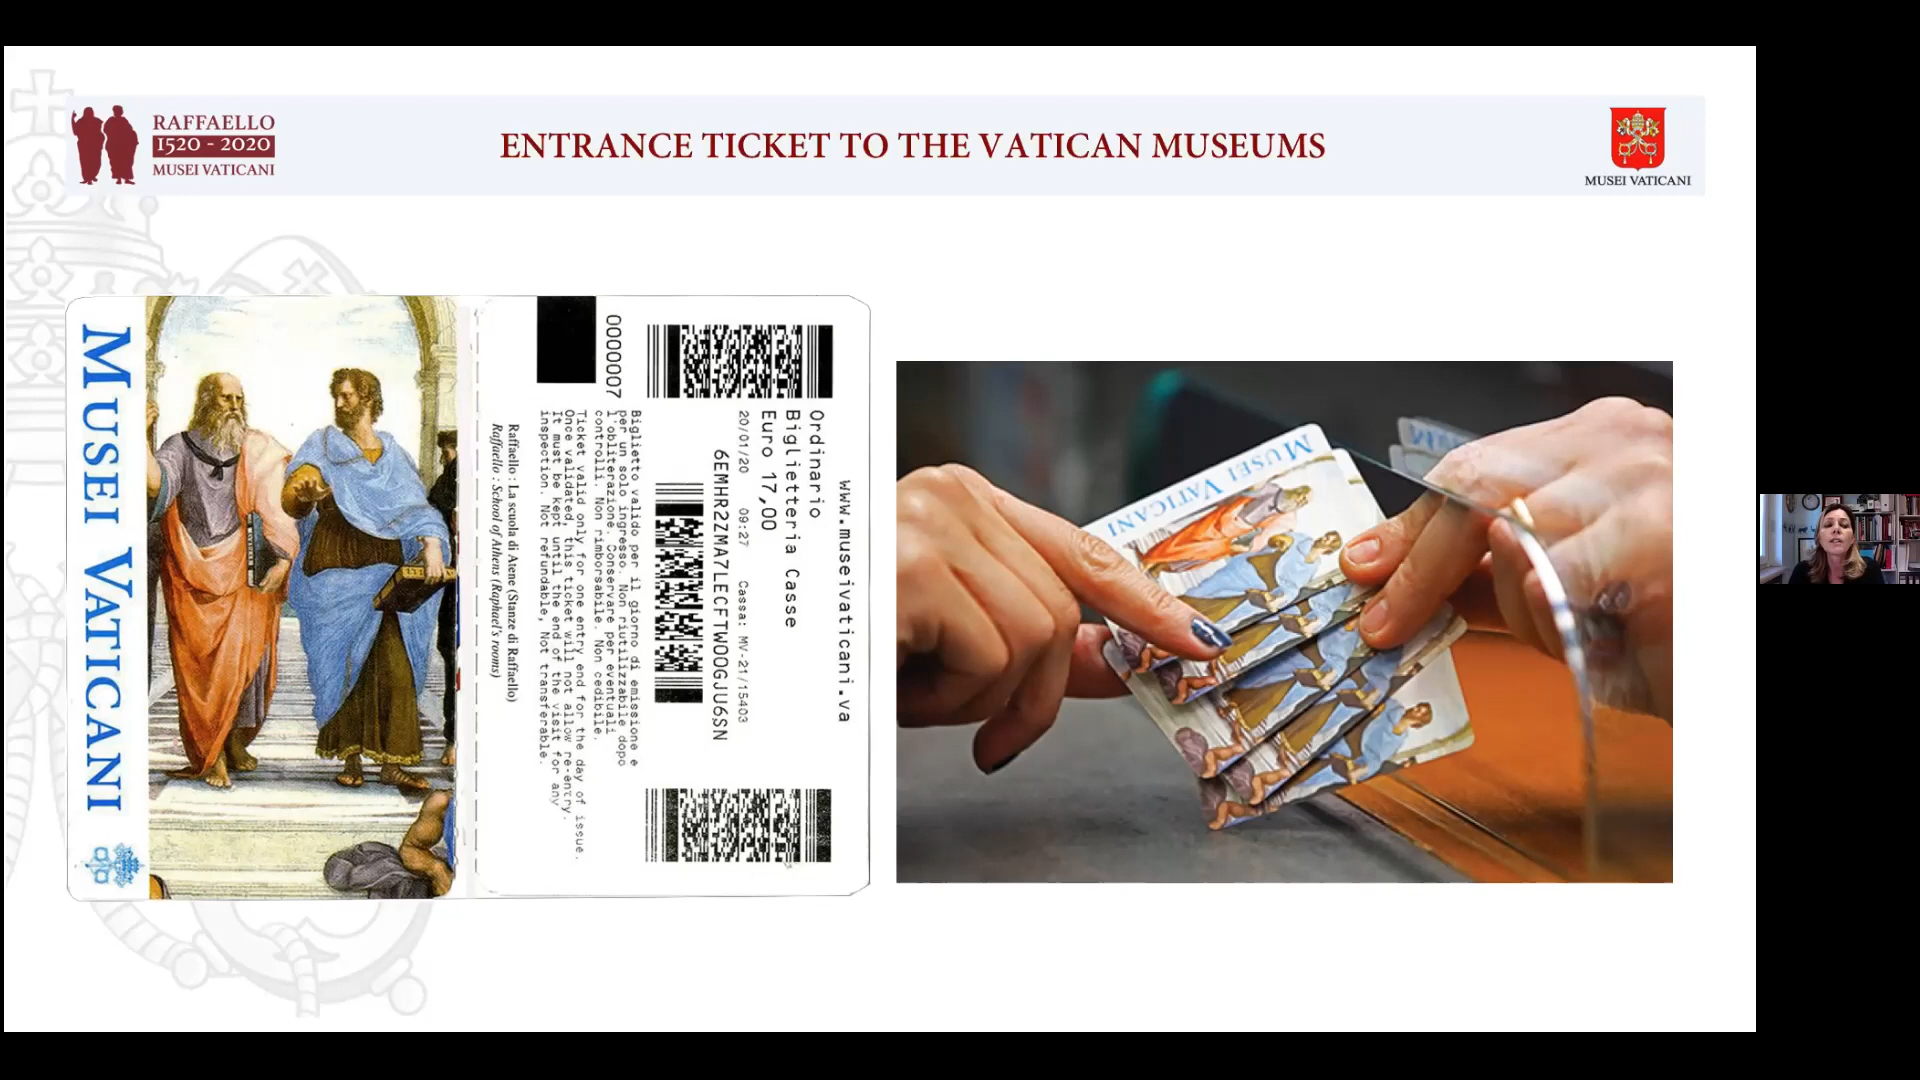 RAFFAELLO
1520 - 2020
MUSEI VATICANI
ENTRANCE TICKET TO THE VATICAN MUSEUMS
MUSEI VATICANI
MUSEI VATICANI
www.museivaticani.va
Ordinario
Biglietteria Casse
Euro 17,00
20/01/20 09:27 Cassa: MV-21/15403
6EMHR2ZMA7LECFTWOOGJU6SN
0000007
Biglietto valido per il giorno di emissione e
per un solo ingresso. Non riutilizzabile dopo
l'obliterazione. Conservare per eventuali
controlli. Non rimborsabile. Non cedibile.
Ticket valid only for one entry end for the day of issue.
Once validated, this ticket will not allow re-entry.
It must be kept until the end of the visit for any
inspection. Not refundable, Not transferable.
Raffaello : La scuola di Atene (Stanze di Raffaello)
Raffaello : School of Athens (Raphael's rooms)
MUSEI VATICANI